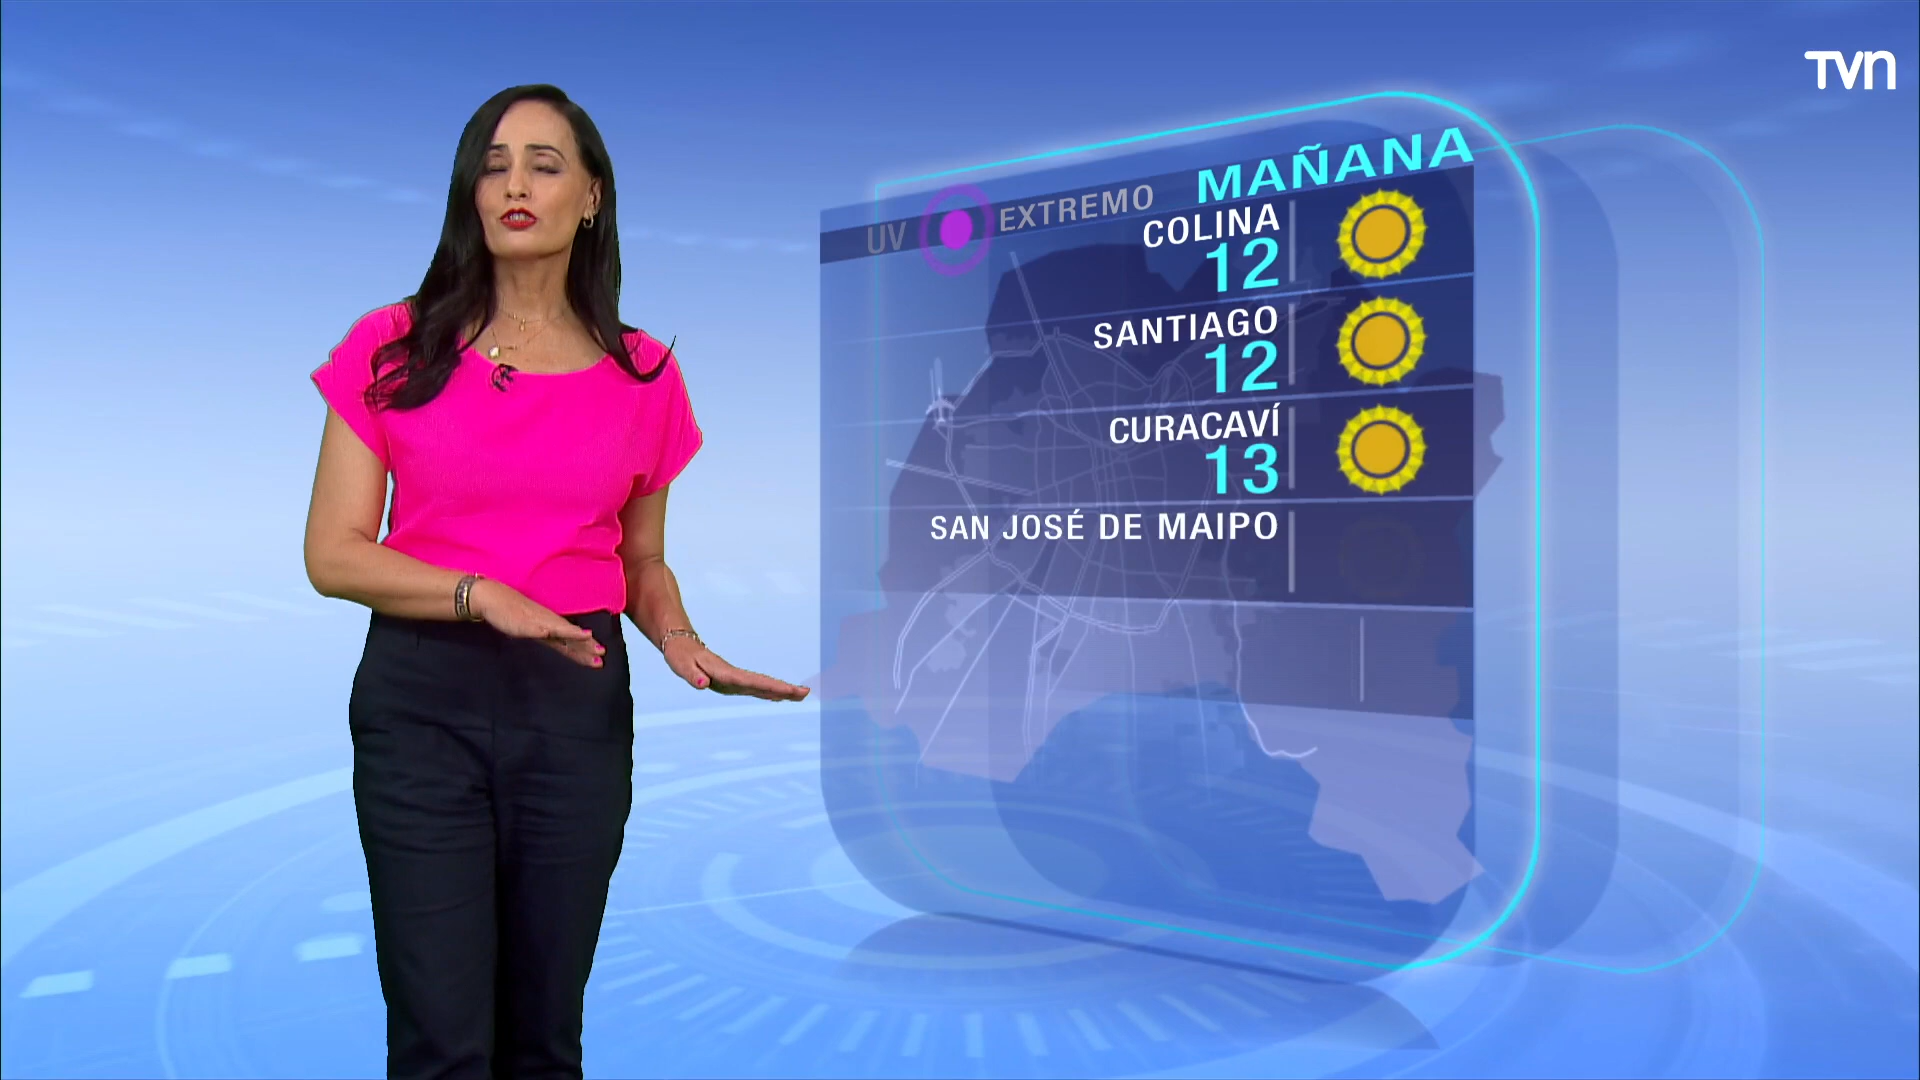 TVN
MAÑANA
UV EXTREMO
COLINA
12
SANTIAGO
12
CURACAVÍ
13
SAN JOSÉ DE MAIPO